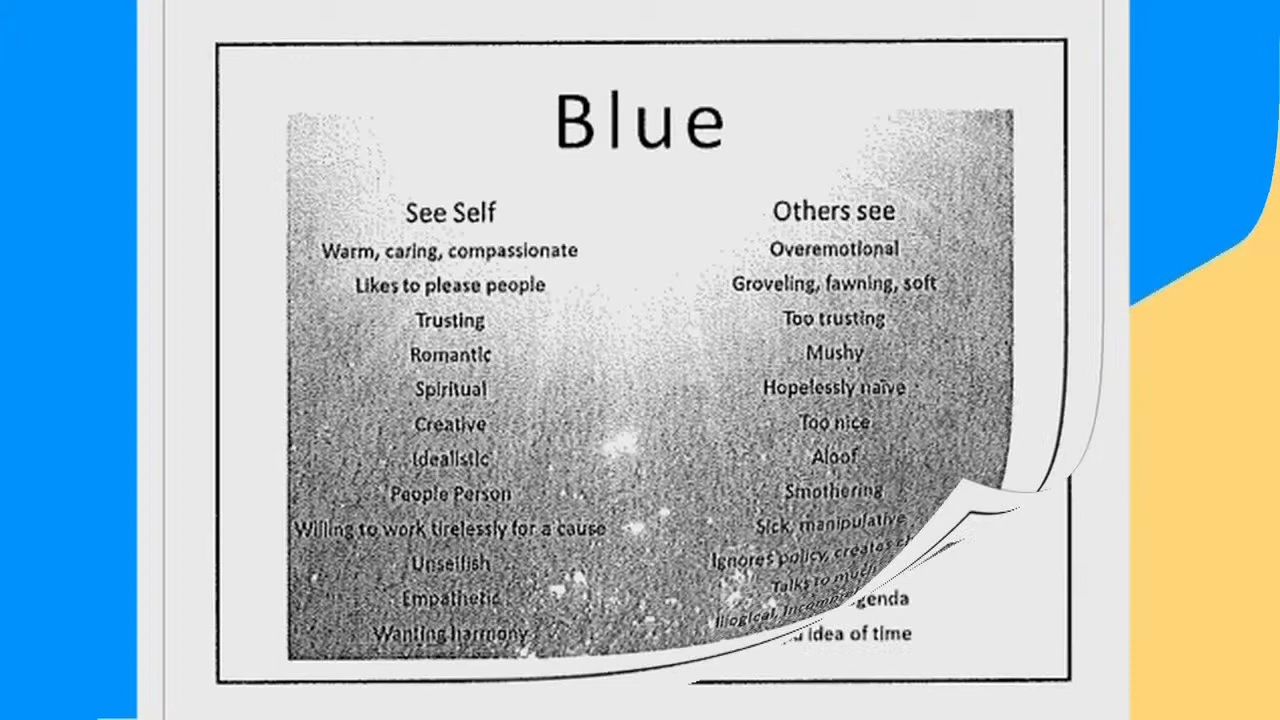 Blue
See Self
Warm, caring, compassionate
Likes to please people
Trusting
Romantic
Spiritual
Creative
Idealistic
People Person
Willing to work tirelessly for a cause
Unselfish
Empathetic
Wanting harmony
Others see
Overemotional
Groveling, fawning, soft
Too trusting
Mushy
Hopelessly naïve
Too nice
Aloof
Smothering
Sick, manipulative
Ignores policy, creates
Talks to much
Illogical,
idea of time